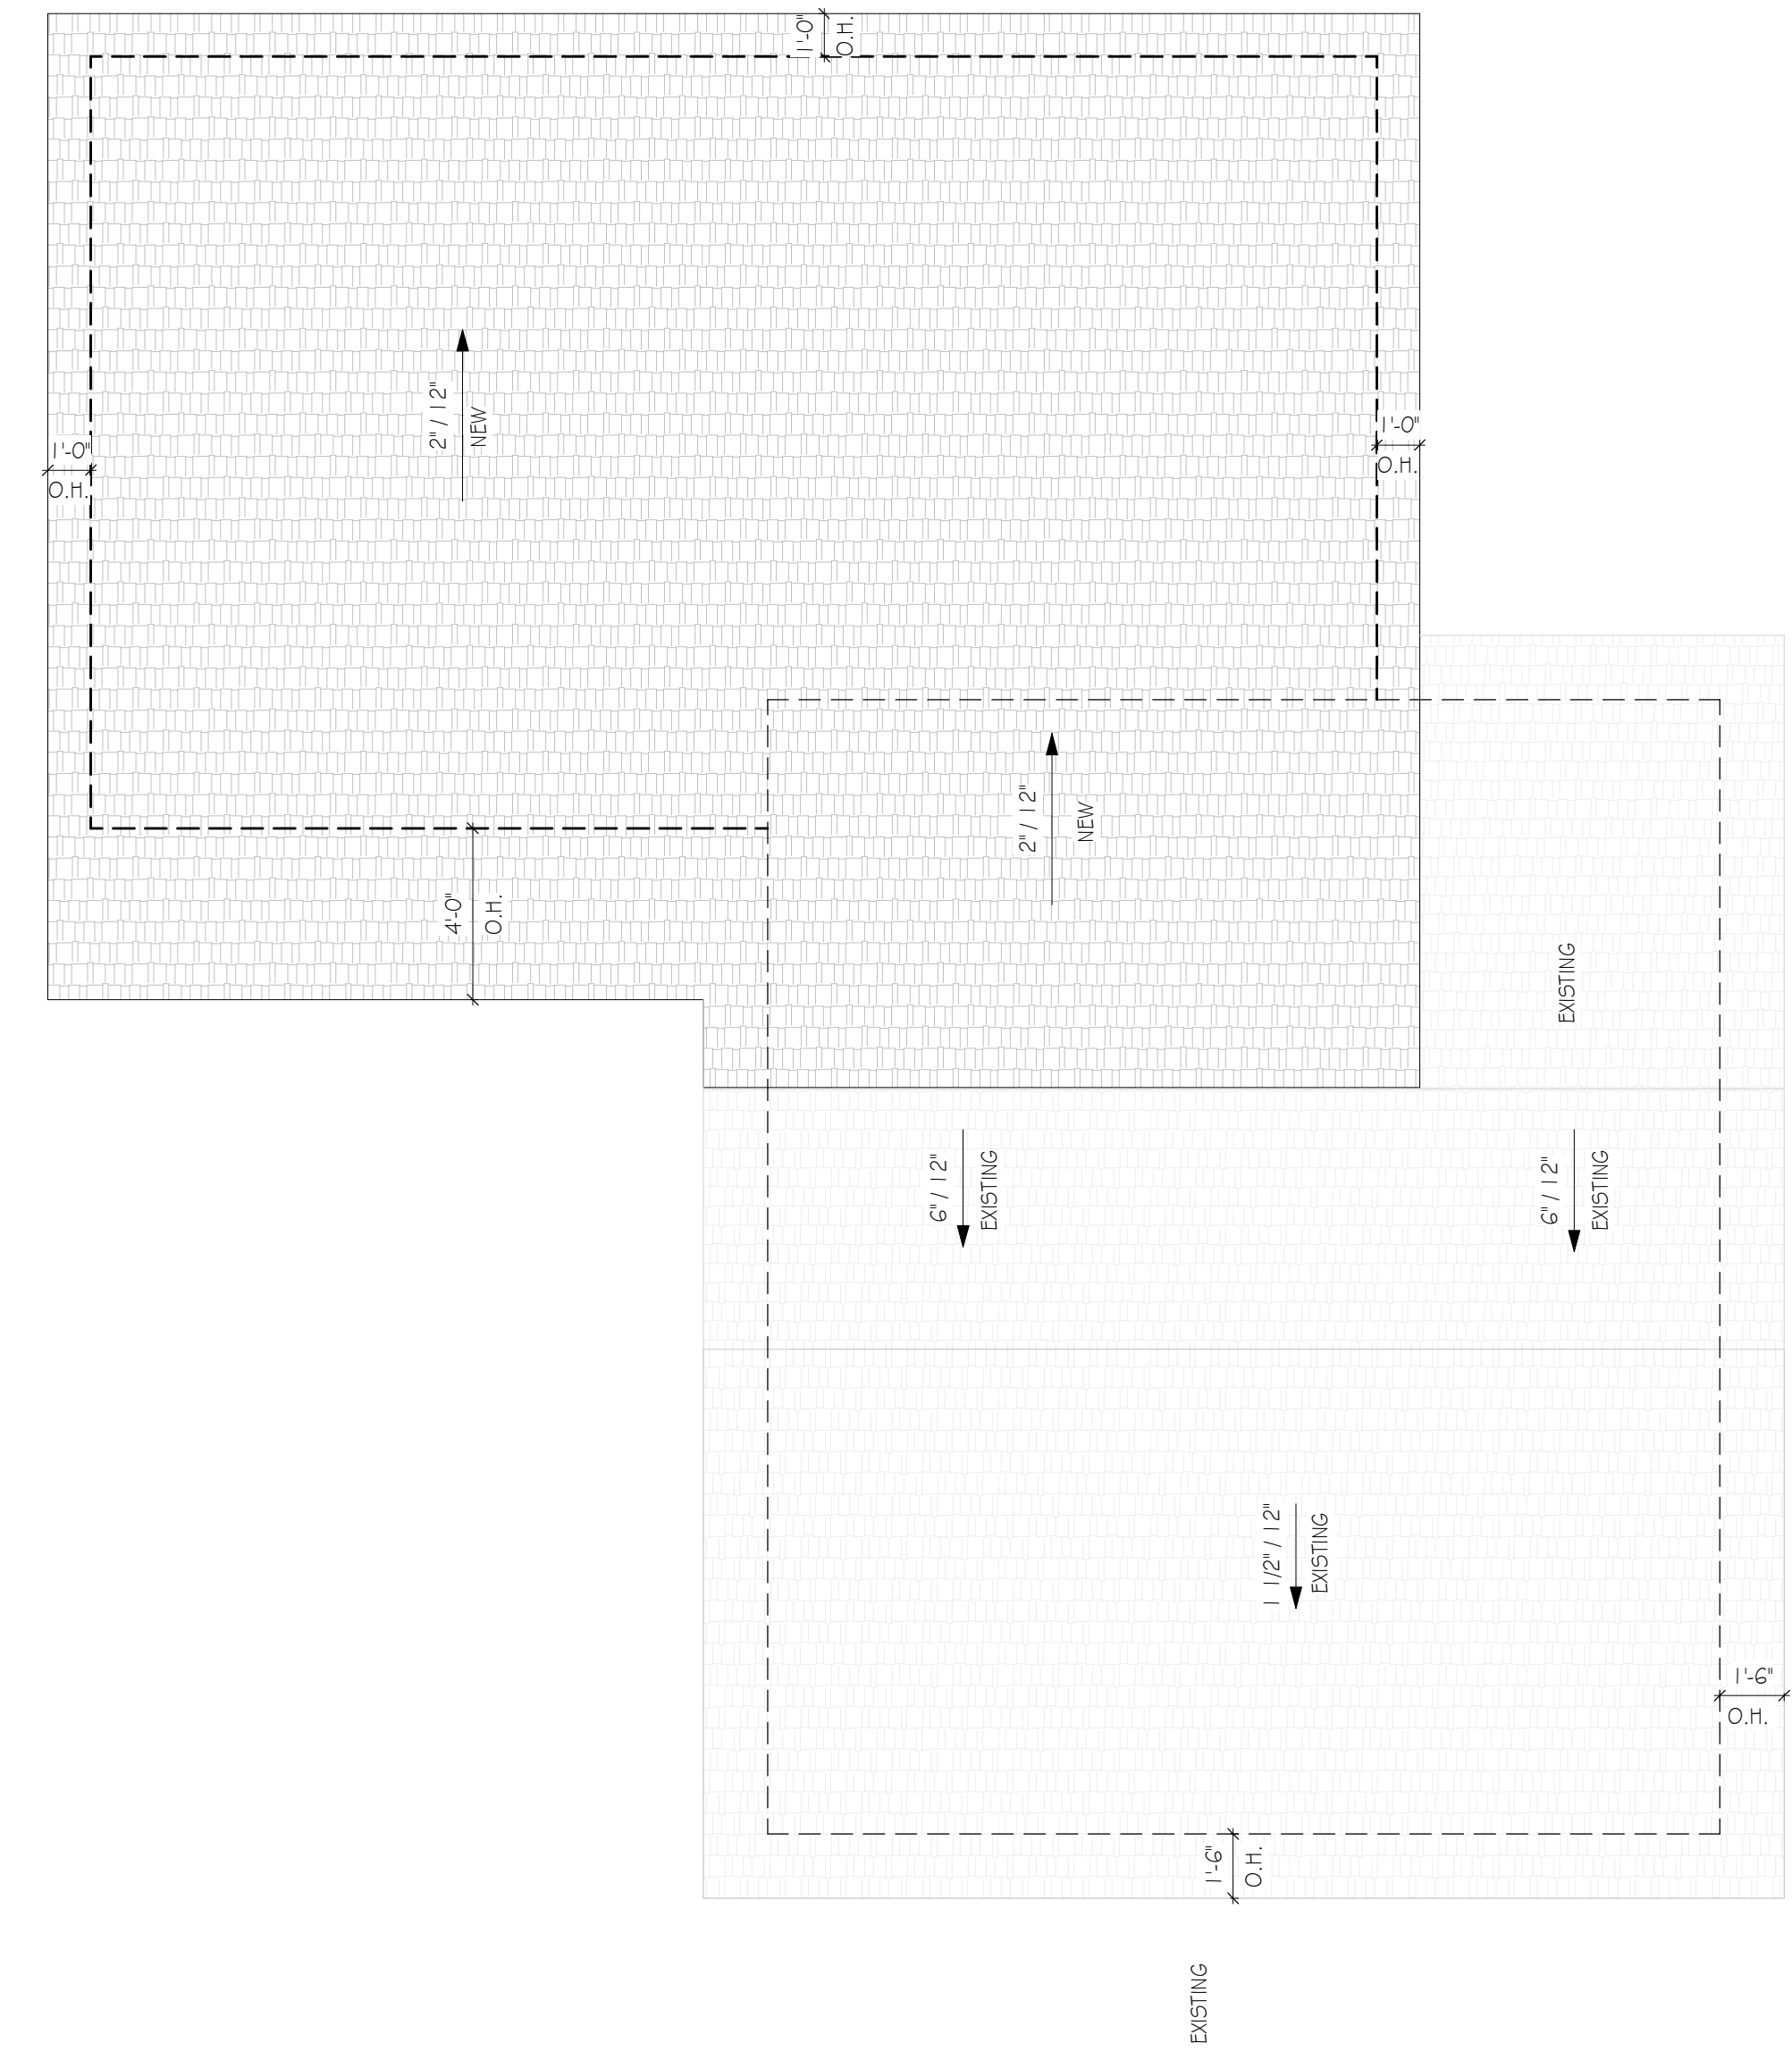 1'-0"
O.H.
2" / 12"
NEW
1'-0"
O.H.
1'-0"
O.H.
2" / 12"
NEW
4'-0"
O.H.
EXISTING
6" / 12"
EXISTING
6" / 12"
EXISTING
1 1/2" / 12"
EXISTING
1'-6"
O.H.
1'-6"
O.H.
EXISTING